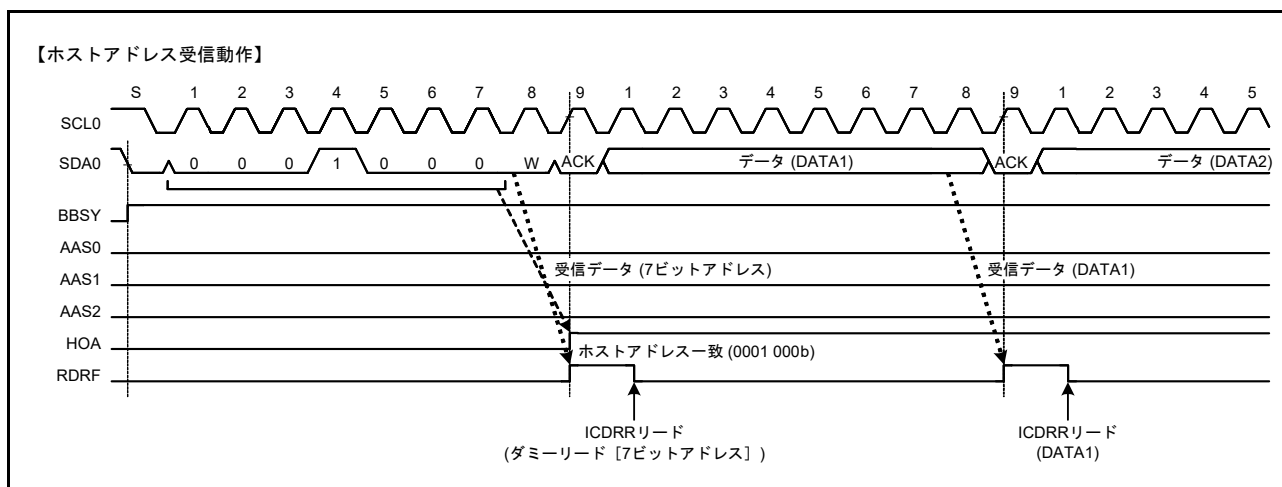 【ホストアドレス受信動作】
S 1 2 3 4 5 6 7 8 9 1 2 3 4 5 6 7 8 9 1 2 3 4 5
SCL0
SDA0 0 0 0 1 0 0 0 W ACK データ (DATA1) ACK データ (DATA2)
BBSY
AAS0
AAS1 受信データ (7ビットアドレス) 受信データ (DATA1)
AAS2
HOA
ホストアドレス一致 (0001 000b)
RDRF
ICDRRリード
(ダミーリード［7ビットアドレス］)
ICDRRリード
(DATA1)